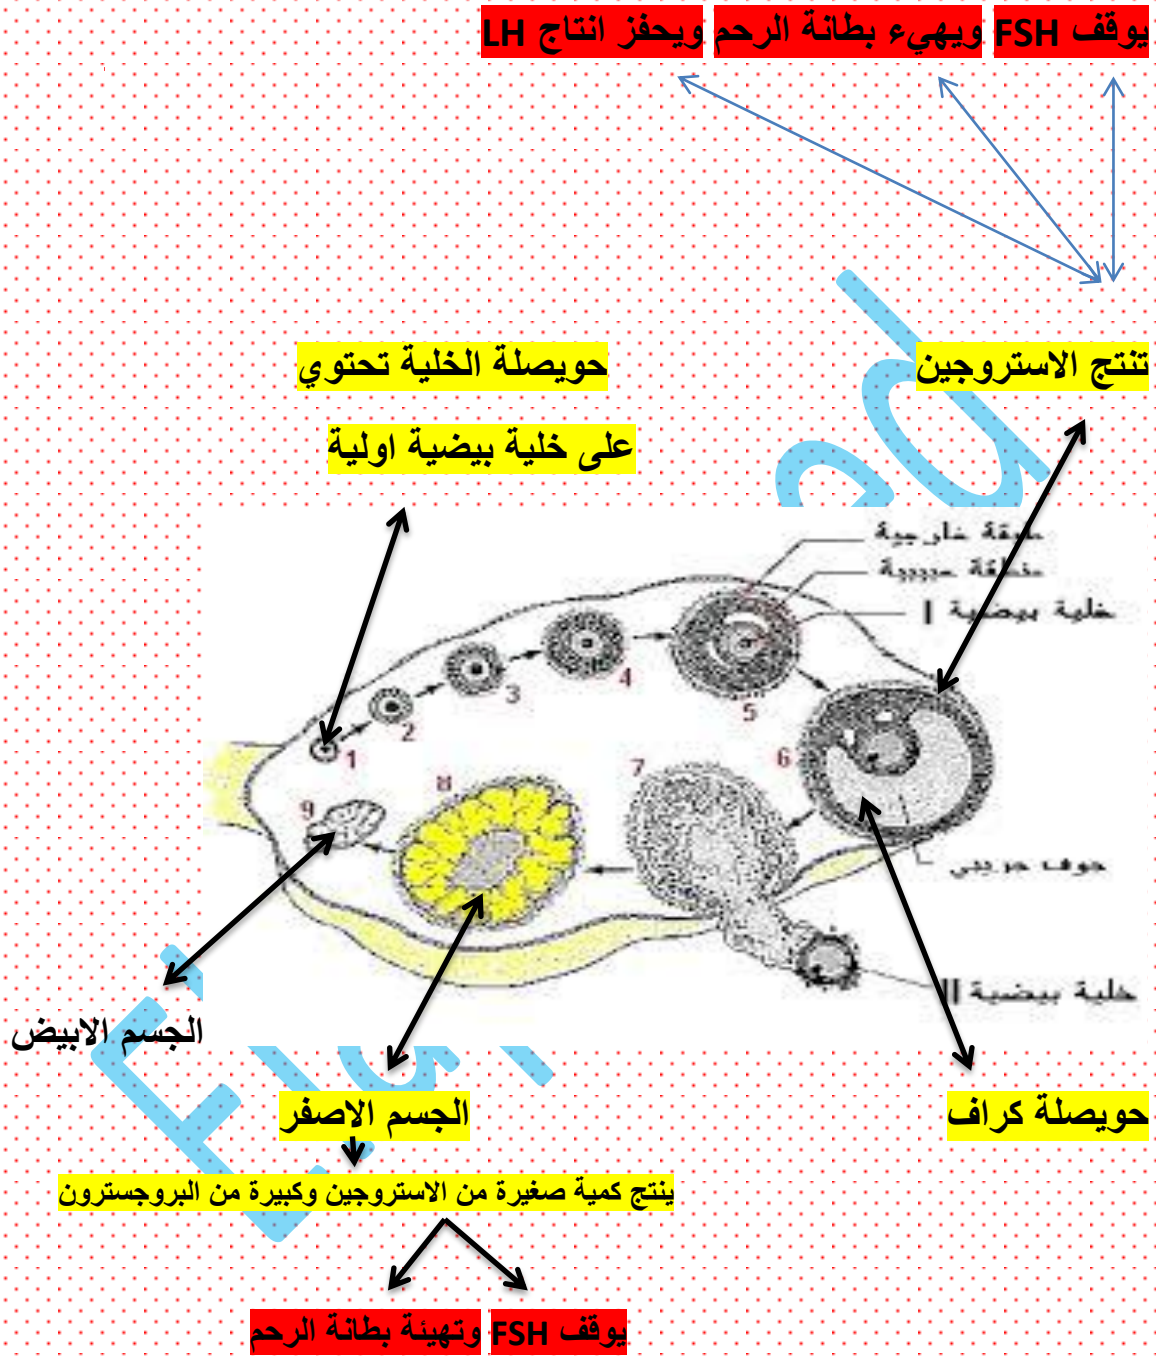 يوقف FSH ويهيء بطانة الرحم ويحفز انتاج LH
تنتج الاستروجين
حويصلة الخلية تحتوي
على خلية بيضية اولية
طبقة خارجية
منطقة حبيبية
خلية بيضية I
1
2
3
4
5
6
7
8
9
جوف جريبي
خلية بيضية II
الجسم الابيض
الجسم الاصفر
حويصلة كراف
ينتج كمية صغيرة من الاستروجين وكبيرة من البروجسترون
يوقف FSH وتهيئة بطانة الرحم